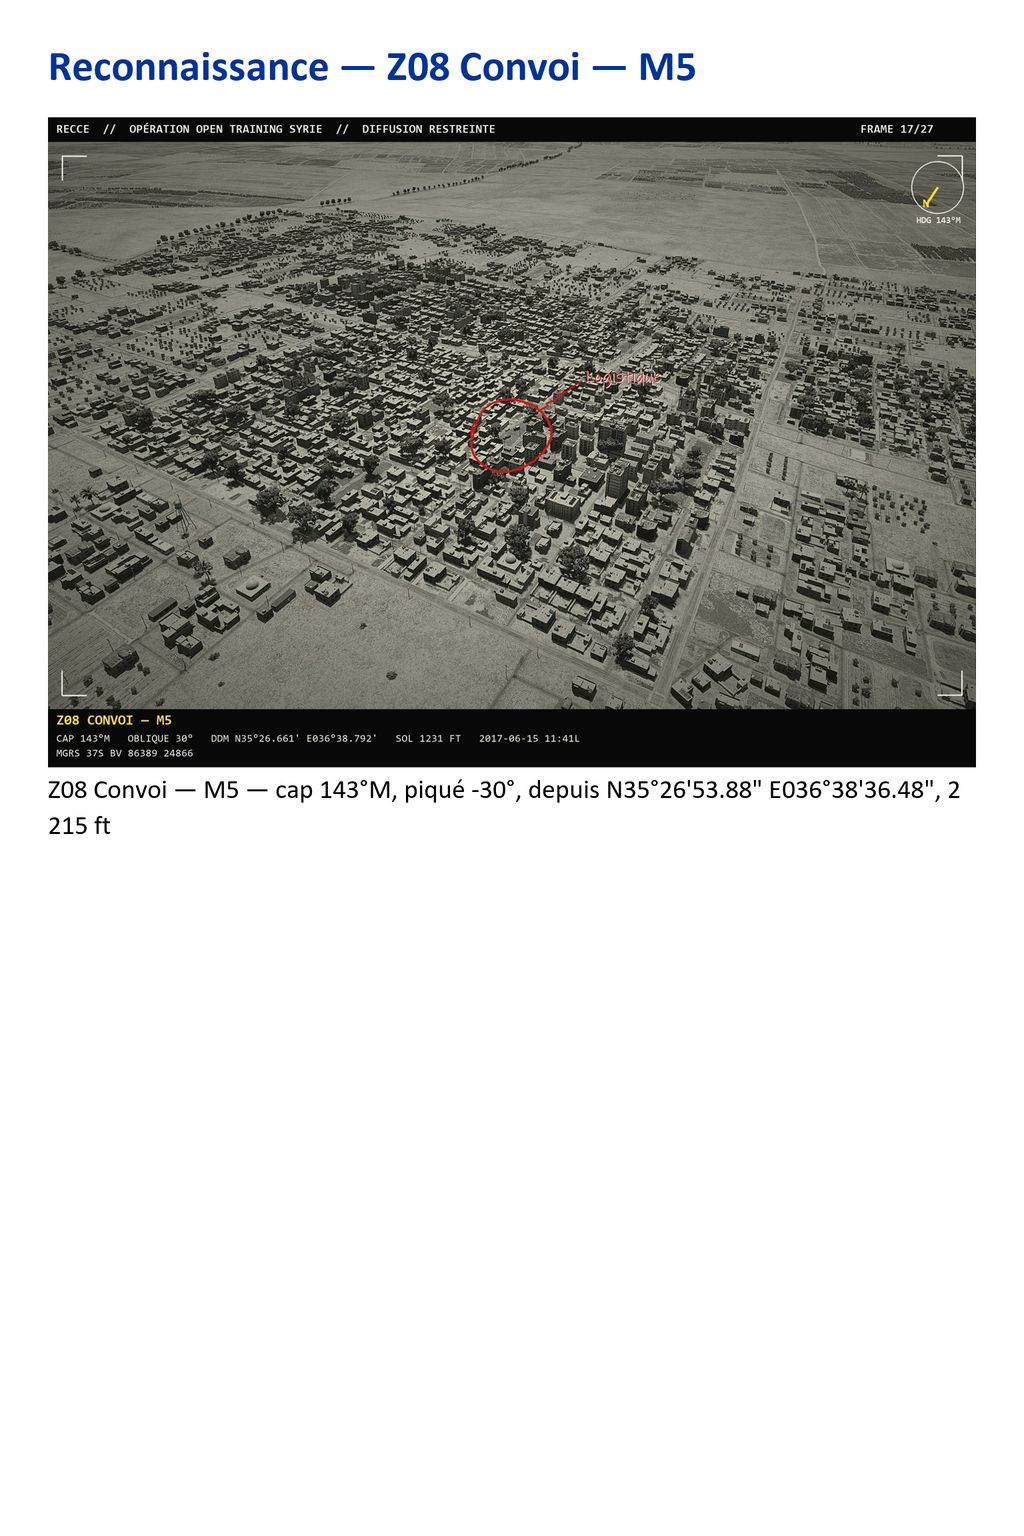 Reconnaissance — Z08 Convoi — M5
RECCE // OPÉRATION OPEN TRAINING SYRIE // DIFFUSION RESTREINTE FRAME 17/27
N
HDG 143°M
Logistique
Z08 CONVOI — M5
CAP 143°M OBLIQUE 30° DDM N35°26.661' E036°38.792' SOL 1231 FT 2017-06-15 11:41L
MGRS 37S BV 86389 24866
Z08 Convoi — M5 — cap 143°M, piqué -30°, depuis N35°26'53.88" E036°38'36.48", 2
215 ft